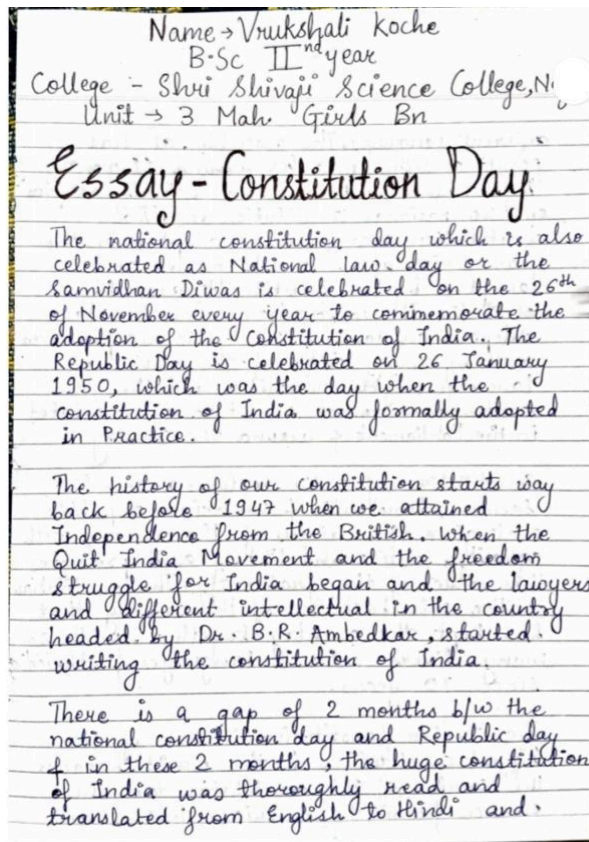 Name → Vrukshali Koche
B.Sc IInd year
College - Shri Shivaji Science College,
Unit → 3 Mah. Girls Bn
Essay - Constitution Day.
The national constitution day which is also
celebrated as National law day or the
Samvidhan Diwas is celebrated on the 26th
of November every year to commemorate the
adoption of the Constitution of India. The
Republic Day is celebrated on 26 January
1950, which was the day when the
constitution of India was formally adopted
in Practice.
The history of our constitution starts way
back before 1947 when we attained
Independence from the British. When the
Quit India Movement and the freedom
struggle for India began and the lawyers
and different intellectual in the country
headed by Dr. B.R. Ambedkar, started
writing the constitution of India.
There is a gap of 2 months b/w the
national constitution day and Republic day
& in these 2 months, the huge constitution
of India was thoroughly read and
translated from English to Hindi and